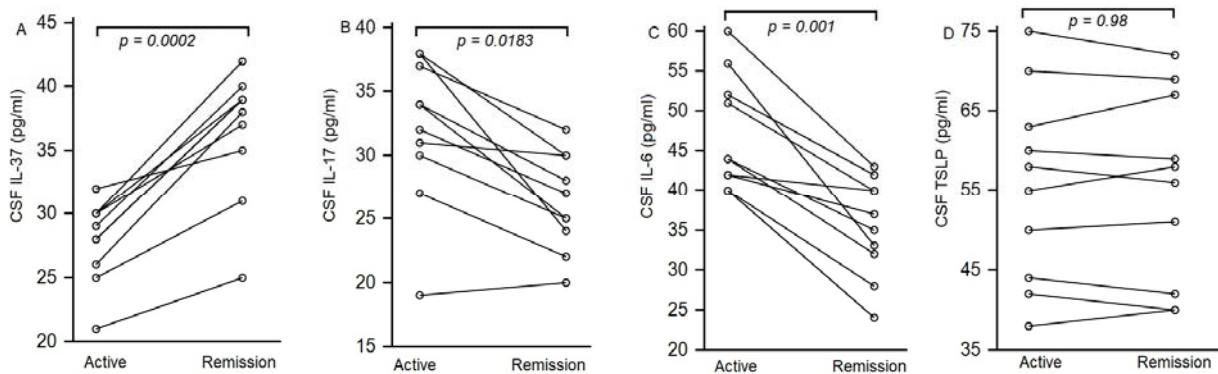 A
p = 0.0002
CSF IL-37 (pg/ml)
45
40
35
30
25
20
Active
Remission
B
p = 0.0183
CSF IL-17 (pg/ml)
40
35
30
25
20
15
Active
Remission
C
p = 0.001
CSF IL-6 (pg/ml)
60
55
50
45
40
35
30
25
20
Active
Remission
D
p = 0.98
CSF TSLP (pg/ml)
75
65
55
45
35
Active
Remission